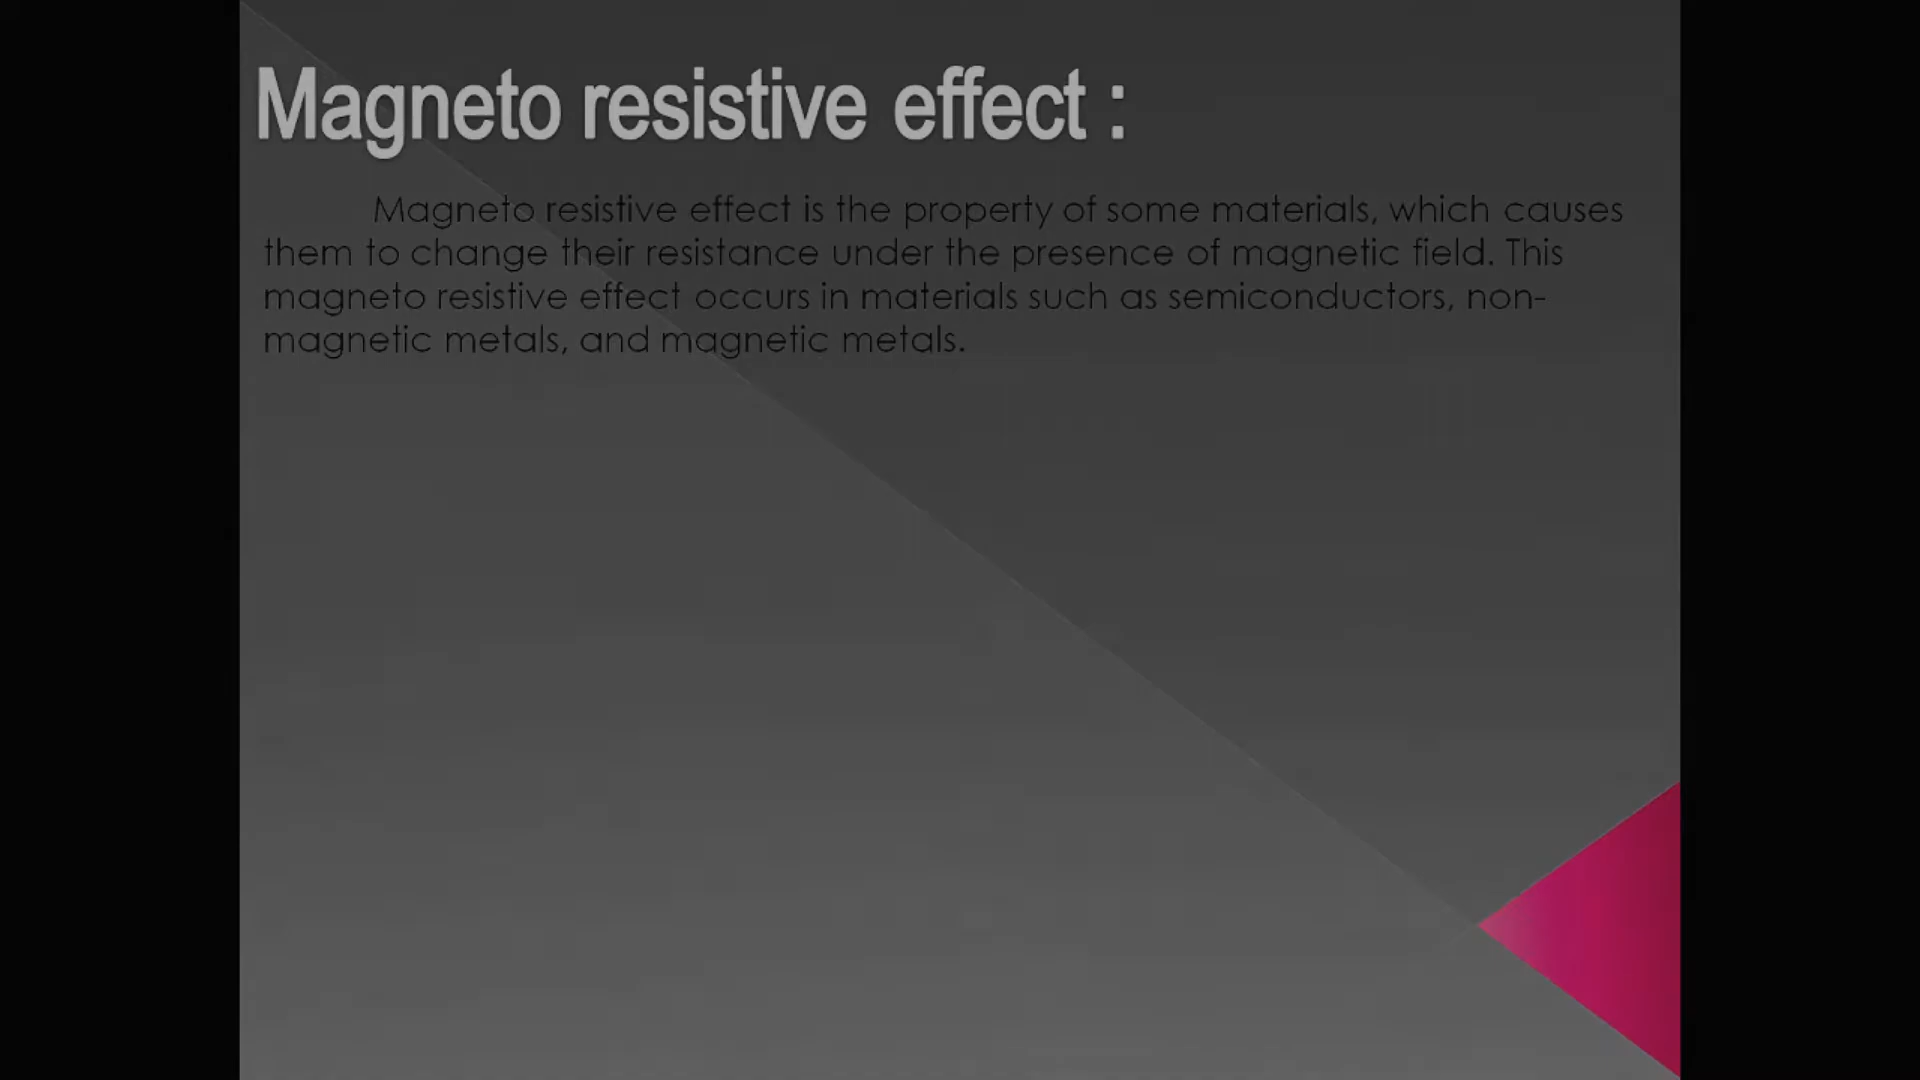 Magneto resistive effect :
Magneto resistive effect is the property of some materials, which causes
them to change their resistance under the presence of magnetic field. This
magneto resistive effect occurs in materials such as semiconductors, non-
magnetic metals, and magnetic metals.